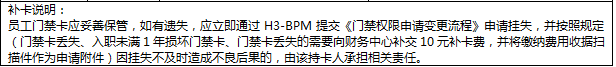 补卡说明：
员工门禁卡应妥善保管，如有遗失，应立即通过 H3-BPM 提交《门禁权限申请变更流程》申请挂失，并按照规定
（门禁卡丢失、入职未满 1 年损坏门禁卡、门禁卡丢失的需要向财务中心补交 10 元补卡费，并将缴纳费用收据扫
描件作为申请附件）因挂失不及时造成不良后果的，由该持卡人承担相关责任。